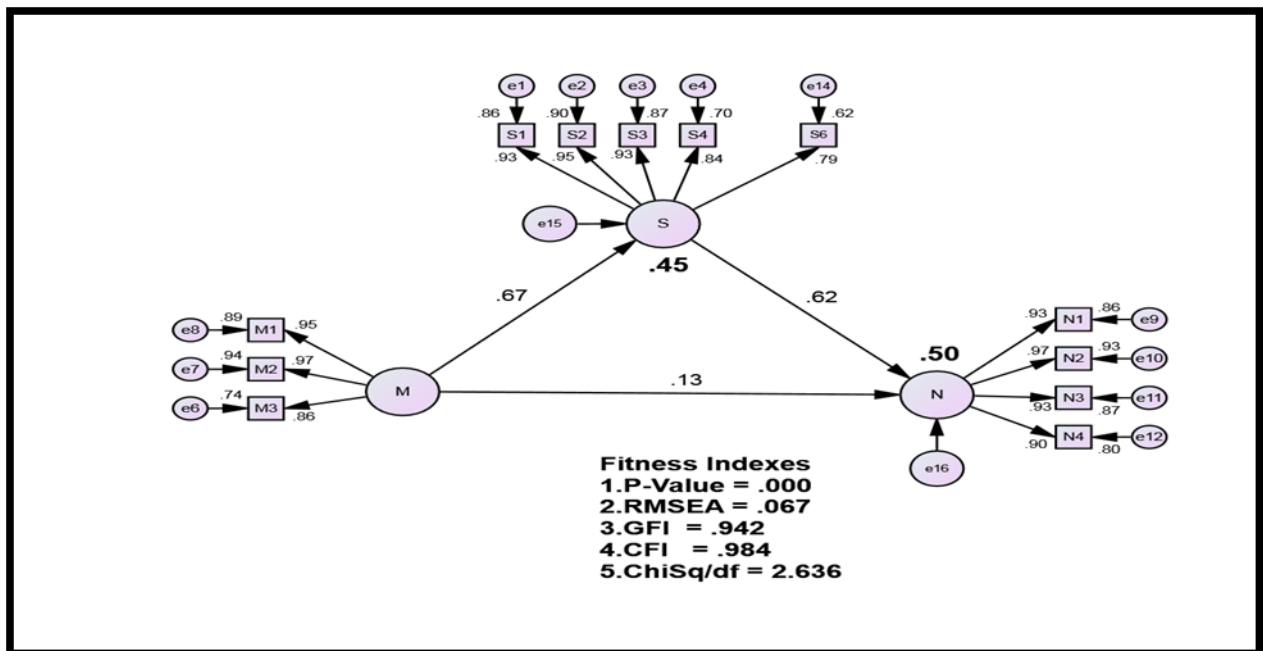 e1 e2 e3 e4 e14
.86 .90 .87 .70 .62
S1 S2 S3 S4 S6
.93 .95 .93 .84 .79
e15 S
.45
.67 .62
e8 .89 M1 .95
e7 .94 M2 .97
e6 .74 M3 .86
M
.13
.50
N
.93 N1 .86 e9
.97 N2 .93 e10
.93 N3 .87 e11
.90 N4 .80 e12
e16
Fitness Indexes
1.P-Value = .000
2.RMSEA = .067
3.GFI = .942
4.CFI = .984
5.ChiSq/df = 2.636